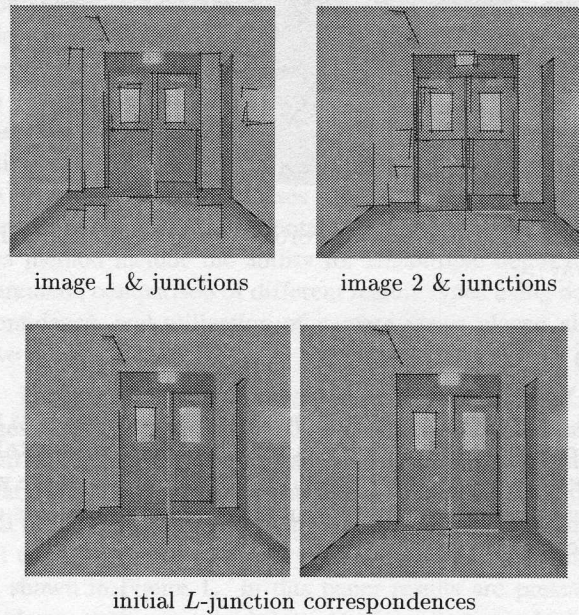 image 1 & junctions
image 2 & junctions
initial L-junction correspondences